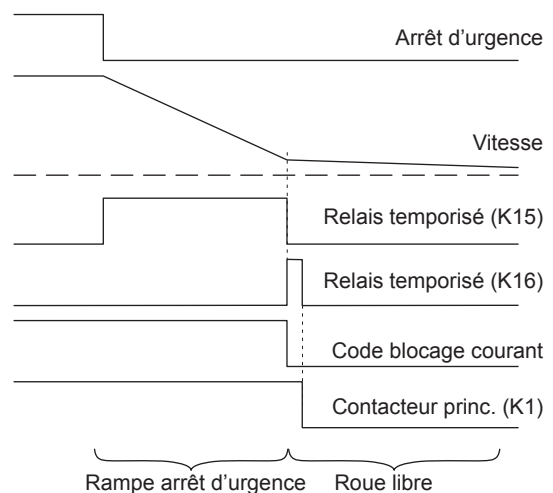 Arrêt d'urgence
Vitesse
Relais temporisé (K15)
Relais temporisé (K16)
Code blocage courant
Contacteur princ. (K1)
Rampe arrêt d'urgence
Roue libre